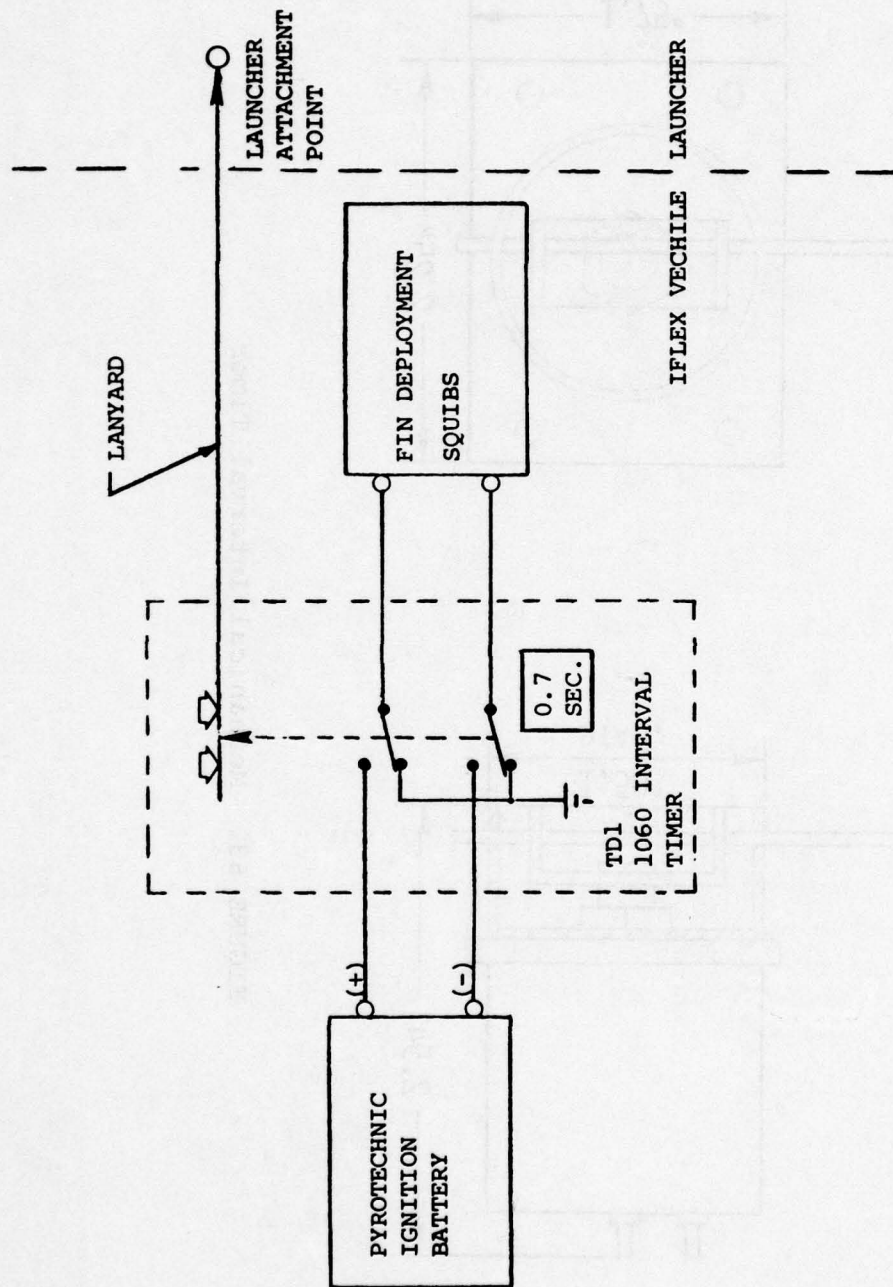 LANYARD
LAUNCHER
ATTACHMENT
POINT
PYROTECHNIC
IGNITION
BATTERY
(+)
(-)
0.7
SEC.
TD1
1060 INTERVAL
TIMER
FIN DEPLOYMENT
SQUIBS
IFLEX VECHILE
LAUNCHER